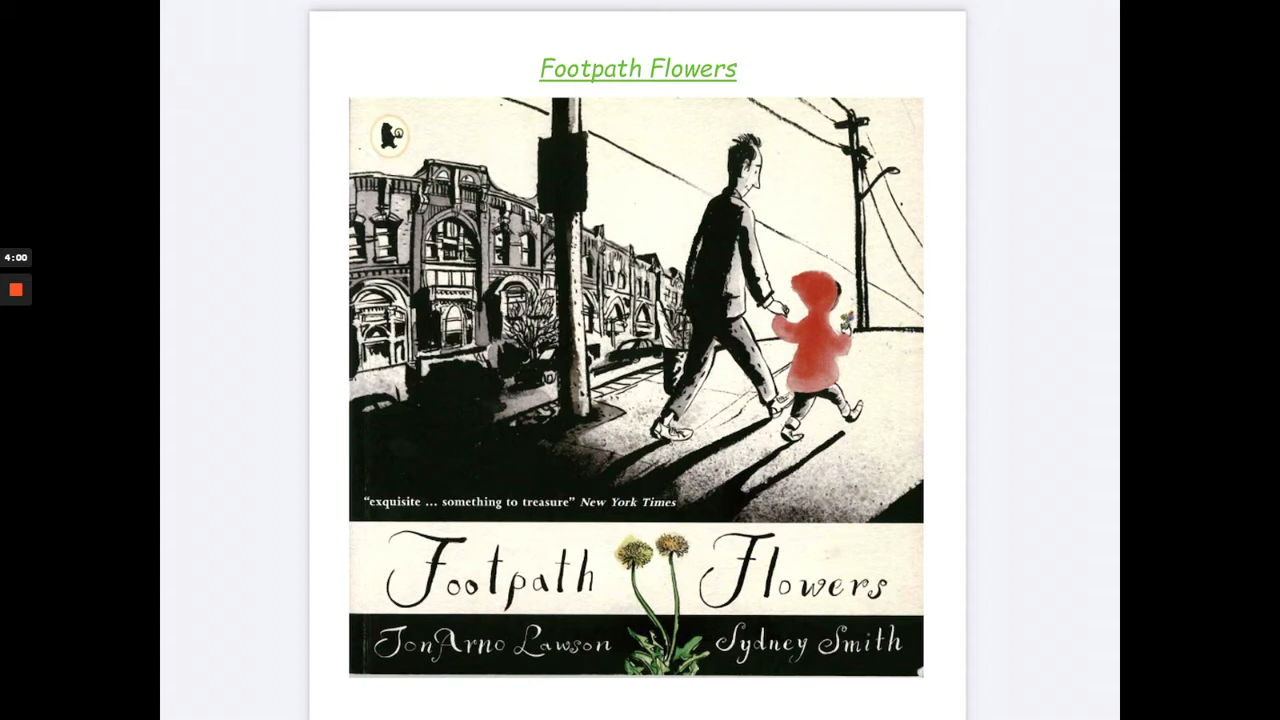 Footpath Flowers
4:00
"exquisite ... something to treasure" New York Times
Footpath Flowers
JonArno Lawson Sydney Smith